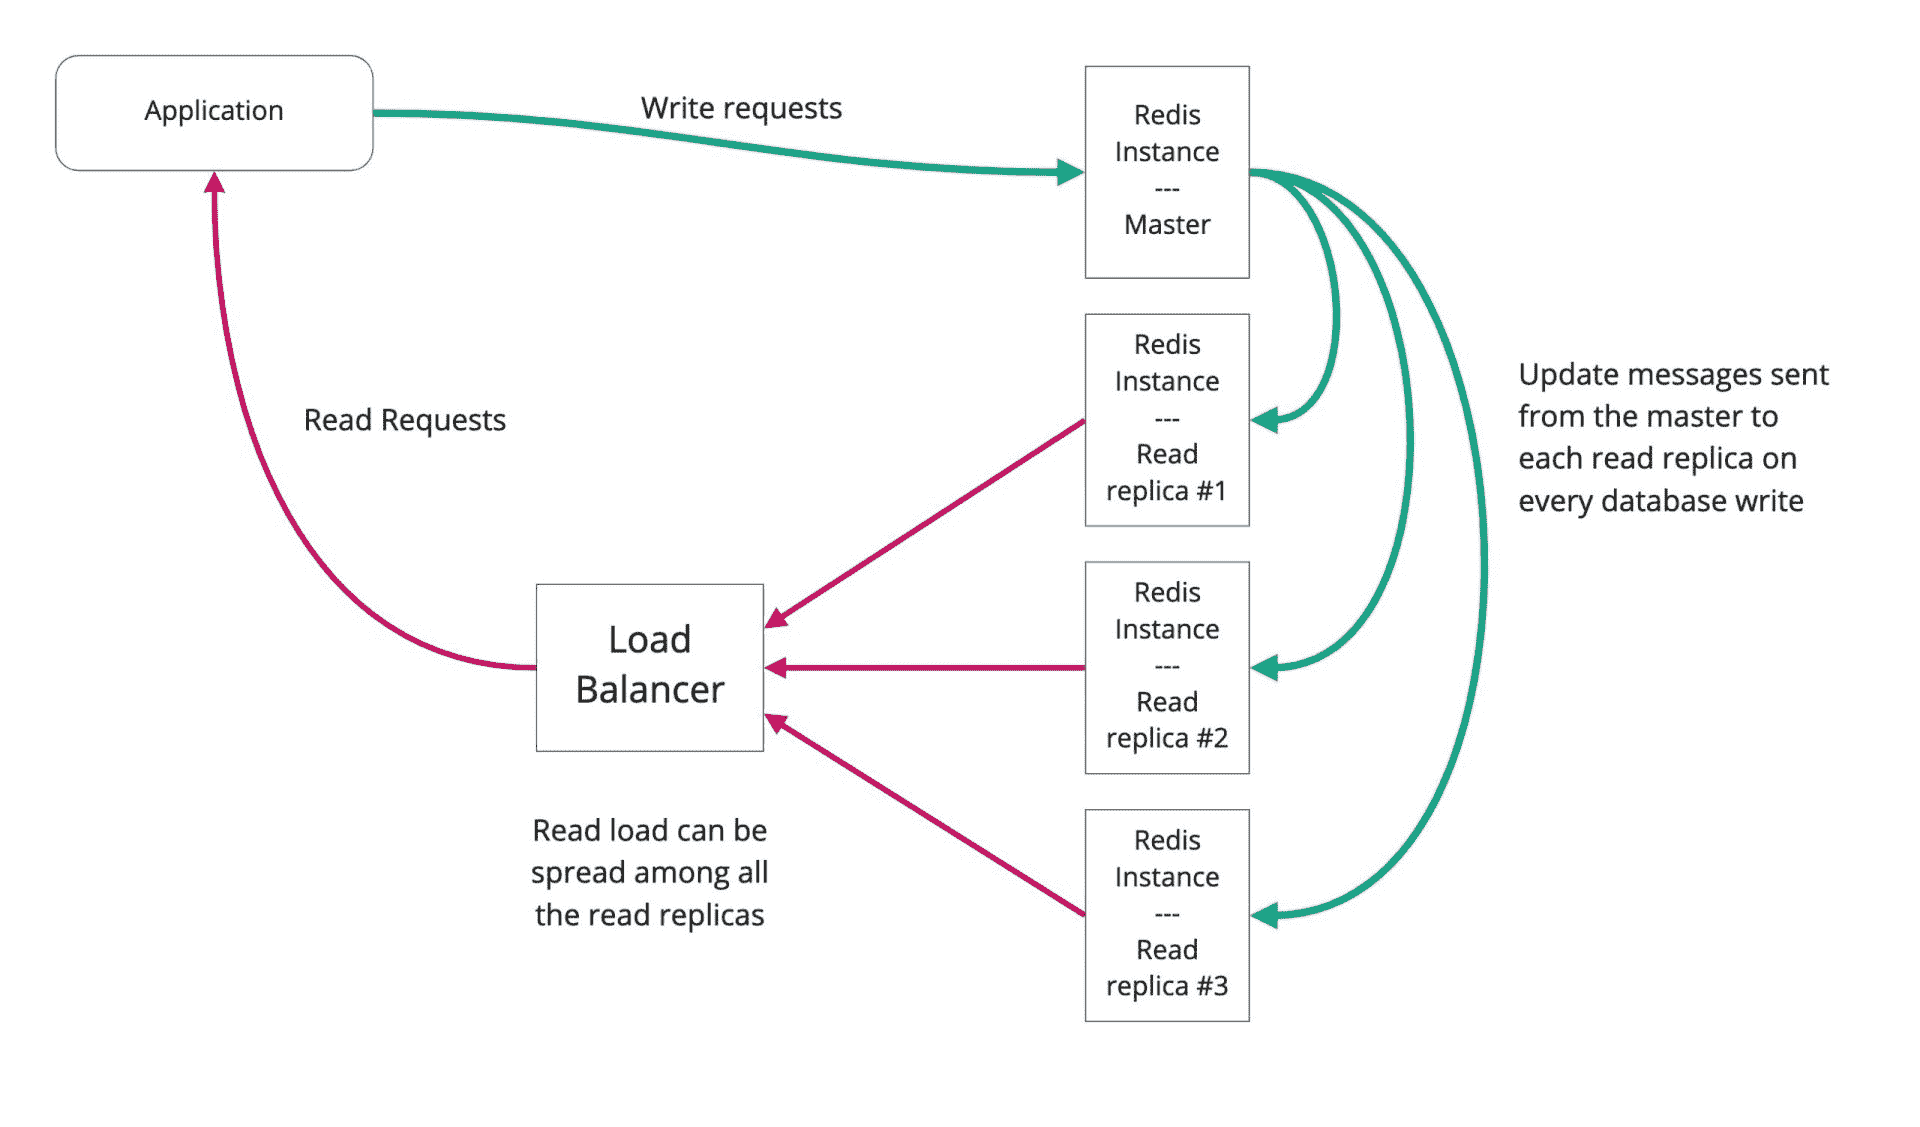 Application
Write requests
Redis
Instance
---
Master
Redis
Instance
---
Read
replica #1
Update messages sent
from the master to
each read replica on
every database write
Read Requests
Redis
Instance
---
Read
replica #2
Load
Balancer
Read load can be
spread among all
the read replicas
Redis
Instance
---
Read
replica #3